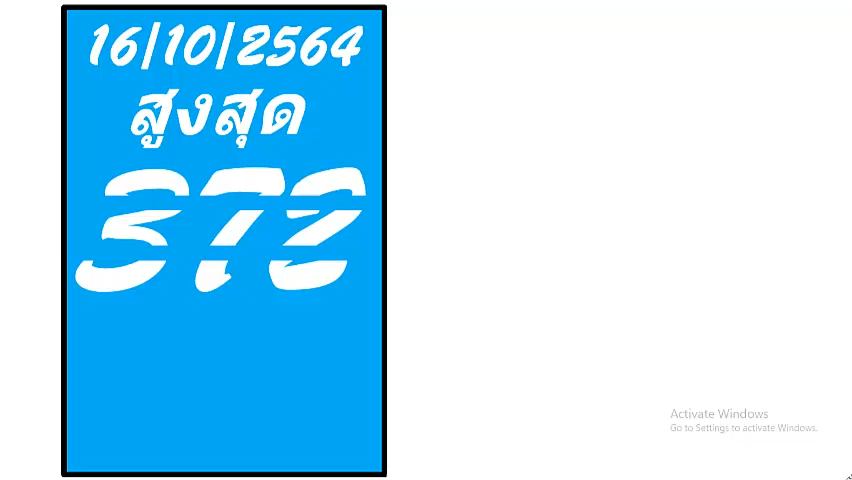 16/10/2564
สูงสุด
372
Activate Windows
Go to Settings to activate Windows.